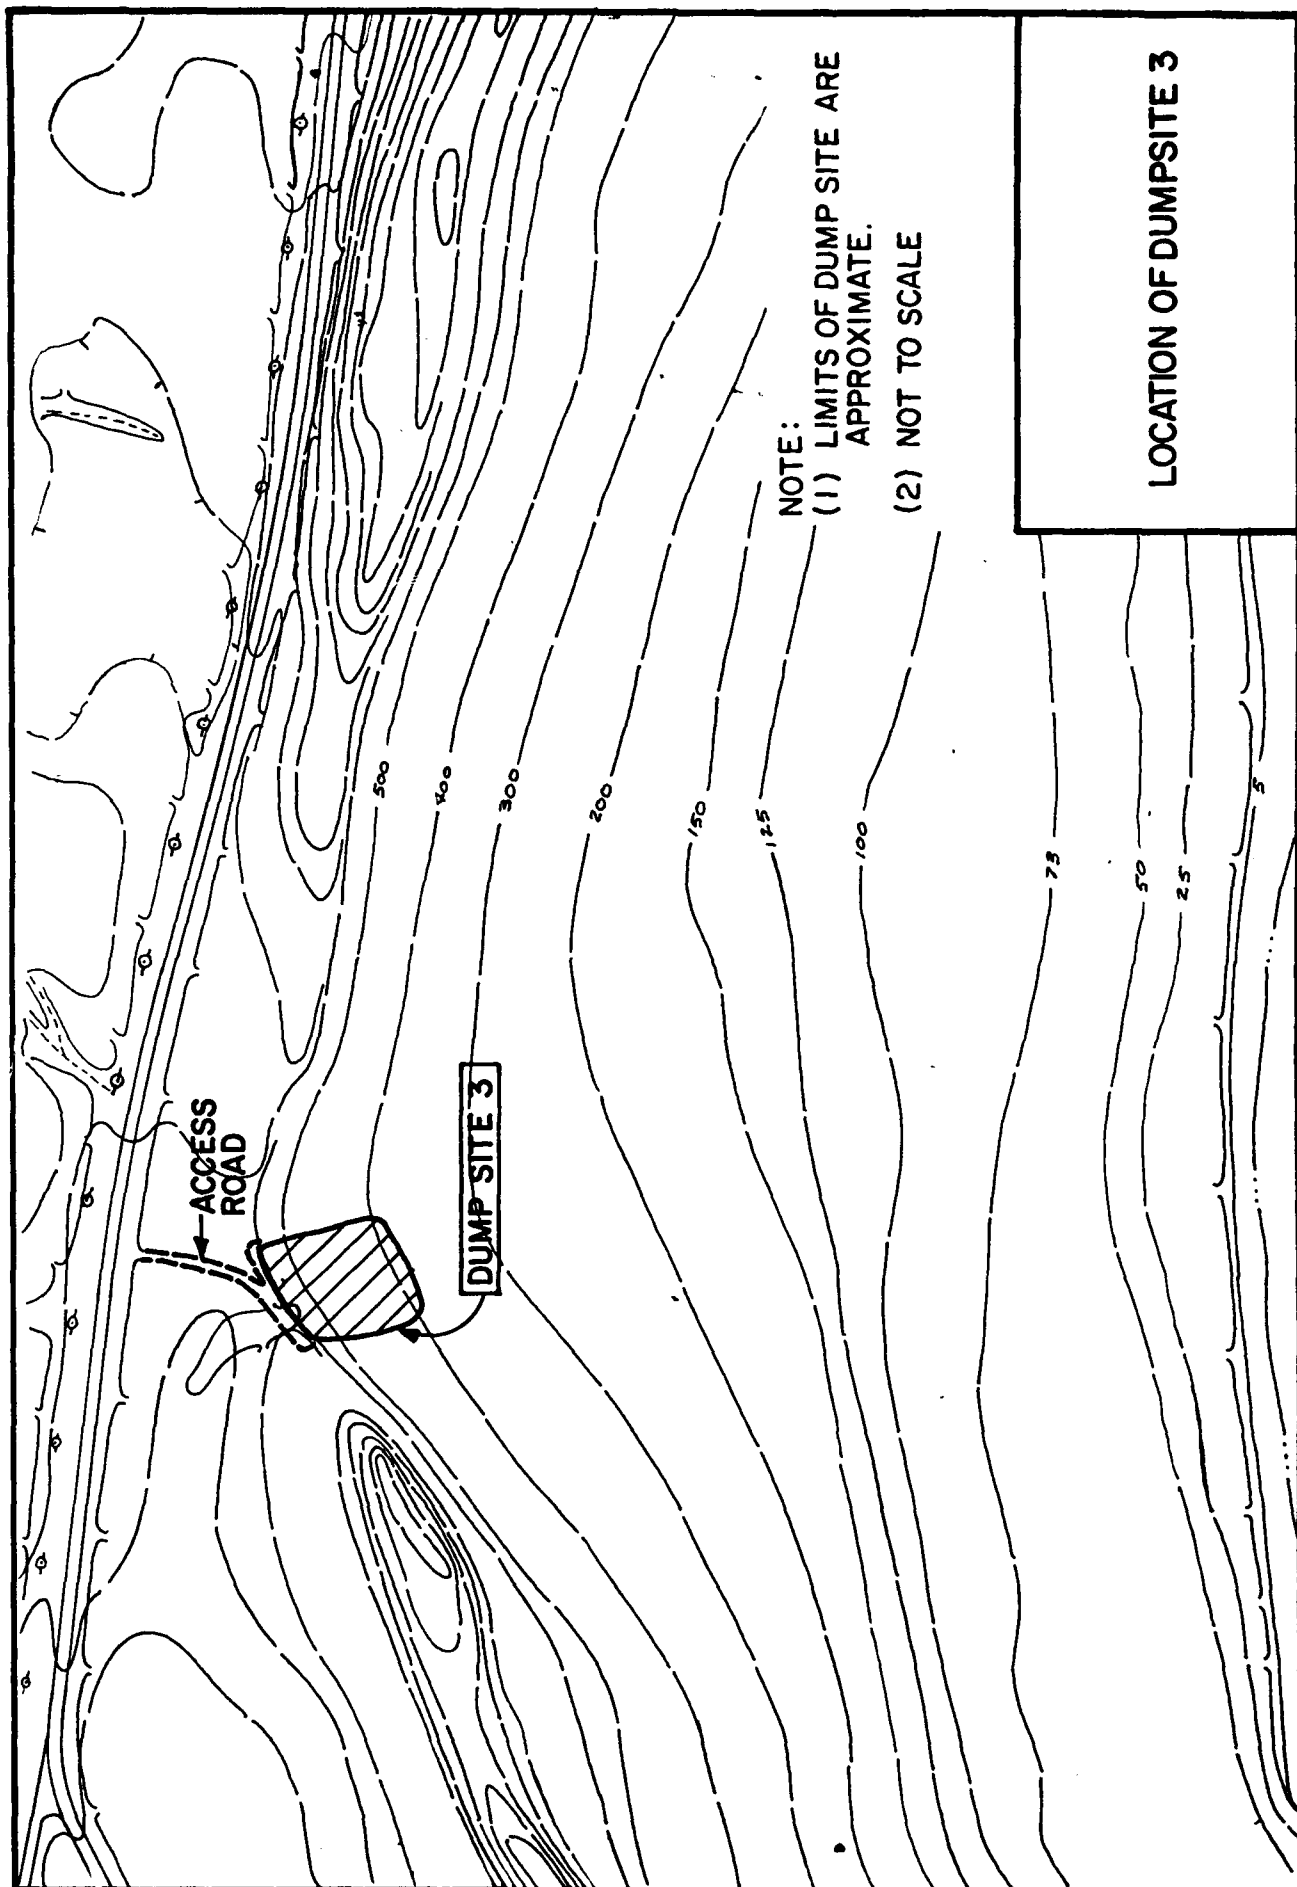 ACCESS
ROAD
DUMP SITE 3
500
400
300
200
150
125
100
73
50
25
5
NOTE:
(1) LIMITS OF DUMP SITE ARE
APPROXIMATE.
(2) NOT TO SCALE
LOCATION OF DUMPSITE 3